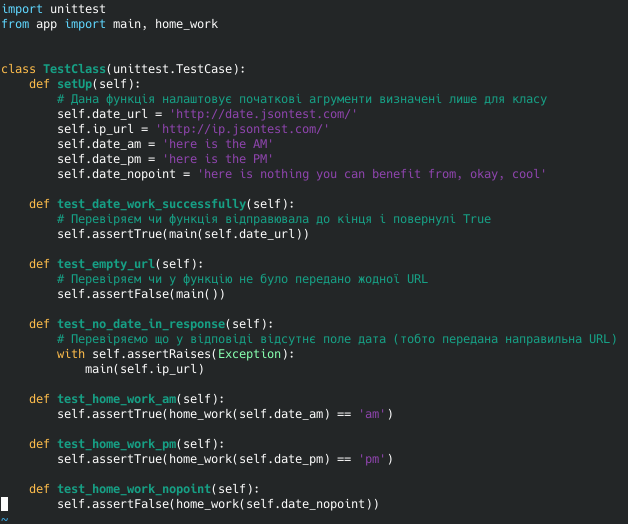 import unittest
from app import main, home_work
class TestClass(unittest.TestCase):
def setUp(self):
# Дана функція налаштовує початкові агрументи визначені лише для класу
self.date_url = 'http://date.jsontest.com/'
self.ip_url = 'http://ip.jsontest.com/'
self.date_am = 'here is the AM'
self.date_pm = 'here is the PM'
self.date_nopoint = 'here is nothing you can benefit from, okay, cool'
def test_date_work_successfully(self):
# Перевіряєм чи функція відправювала до кінця і повернулі True
self.assertTrue(main(self.date_url))
def test_empty_url(self):
# Перевіряєм чи у функцію не було передано жодної URL
self.assertFalse(main())
def test_no_date_in_response(self):
# Перевіряємо що у відповіді відсутнє поле дата (тобто передана направильна URL)
with self.assertRaises(Exception):
main(self.ip_url)
def test_home_work_am(self):
self.assertTrue(home_work(self.date_am) == 'am')
def test_home_work_pm(self):
self.assertTrue(home_work(self.date_pm) == 'pm')
def test_home_work_nopoint(self):
self.assertFalse(home_work(self.date_nopoint))
~